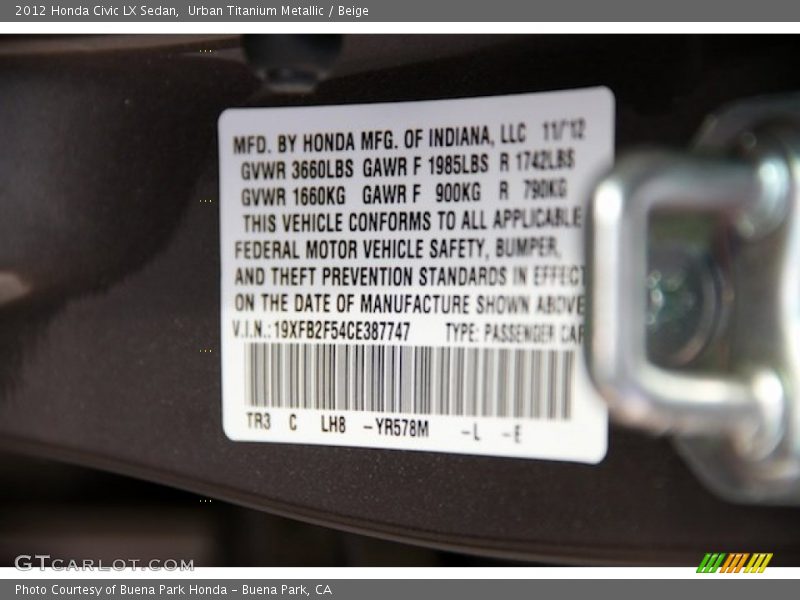 2012 Honda Civic LX Sedan,  Urban Titanium Metallic / Beige
MFD. BY HONDA MFG. OF INDIANA, LLC  11/'12
GVWR 3660LBS  GAWR F 1985LBS  R 1742LBS
GVWR 1660KG  GAWR F  900KG  R  790KG
THIS VEHICLE CONFORMS TO ALL APPLICABLE
FEDERAL MOTOR VEHICLE SAFETY, BUMPER,
AND THEFT PREVENTION STANDARDS IN EFFECT
ON THE DATE OF MANUFACTURE SHOWN ABOVE
V.I.N.: 19XFB2F54CE387747  TYPE: PASSENGER CAR
TR3  C  LH8  –YR578M  –L  –E
GTCARLOT.COM
Photo Courtesy of Buena Park Honda – Buena Park, CA